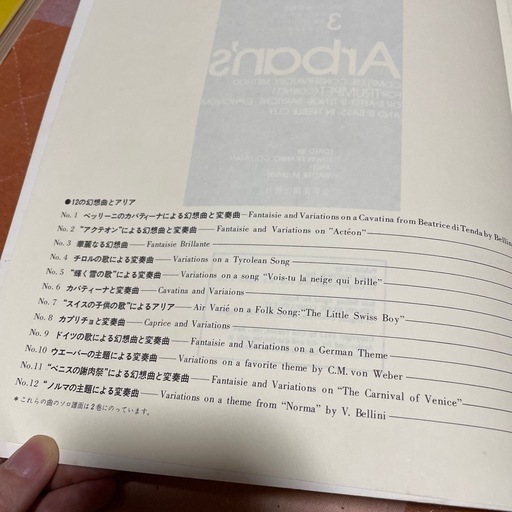 ●12の幻想曲とアリア
No. 1 ベッリーニのカバティーナによる幻想曲と変奏曲—Fantaisie and Variations on a Cavatina from Beatrice di Tenda by Bellini
No. 2 “アクテオン”による幻想曲と変奏曲——Fantaisie and Variations on “Actéon”
No. 3 華麗なる幻想曲——Fantaisie Brillante
No. 4 チロルの歌による変奏曲——Variations on a Tyrolean Song
No. 5 “輝く雪の歌”による変奏曲——Variations on a song “Vois-tu la neige qui brille”
No. 6 カバティーナと変奏曲——Cavatina and Variaions
No. 7 “スイスの子供の歌”によるアリア——Air Varié on a Folk Song:“The Little Swiss Boy”
No. 8 カプリチョと変奏曲——Caprice and Variations
No. 9 ドイツの歌による幻想曲と変奏曲——Fantaisie and Variations on a German Theme
No.10 ウエーバーの主題による変奏曲——Variations on a favorite theme by C.M. von Weber
No.11 “ベニスの謝肉祭”による幻想曲と変奏曲——Fantaisie and Variations on “The Carnival of Venice”
No.12 “ノルマの主題による変奏曲——Variations on a theme from “Norma” by V. Bellini
＊これらの曲のソロ譜面は2巻にのっています。
3
Arban's